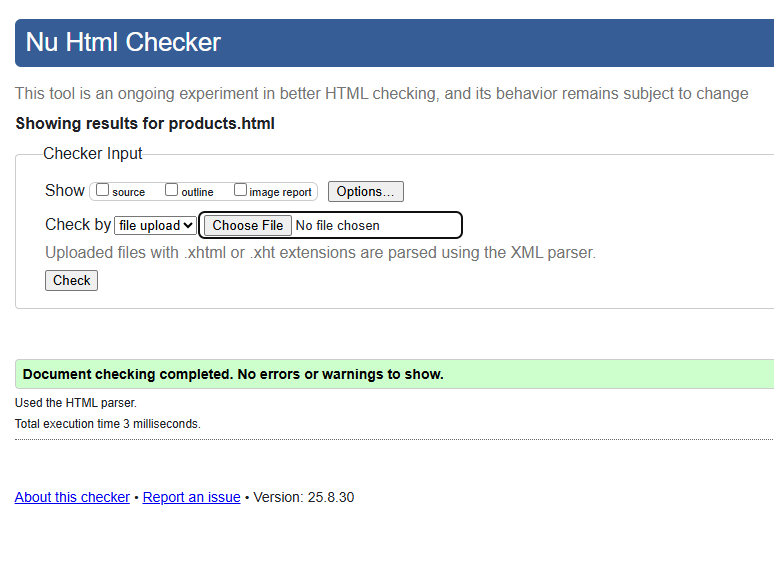 Nu Html Checker
This tool is an ongoing experiment in better HTML checking, and its behavior remains subject to change
Showing results for products.html
Checker Input
Show source outline image report Options...
Check by file upload Choose File No file chosen
Uploaded files with .xhtml or .xht extensions are parsed using the XML parser.
Check
Document checking completed. No errors or warnings to show.
Used the HTML parser.
Total execution time 3 milliseconds.
About this checker • Report an issue • Version: 25.8.30